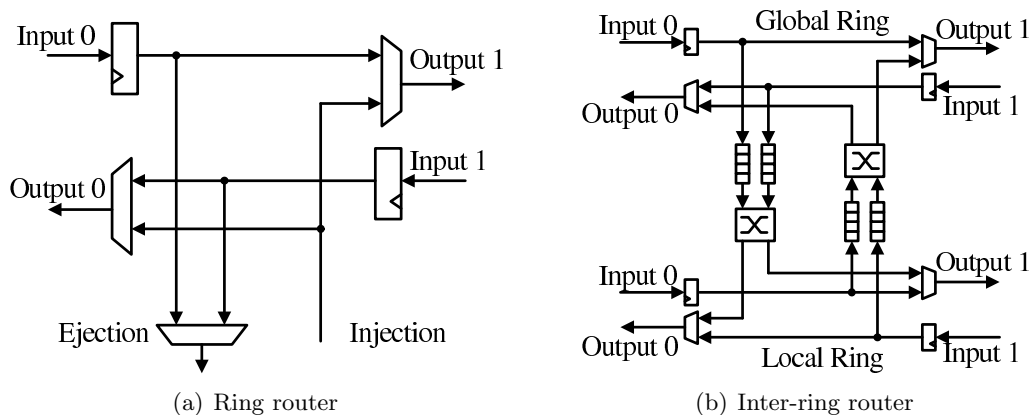 Input 0
Output 1
Input 1
Output 0
Ejection
Injection
(a) Ring router
Input 0
Global Ring
Output 1
Output 0
Input 1
Input 0
Output 1
Output 0
Local Ring
Input 1
(b) Inter-ring router